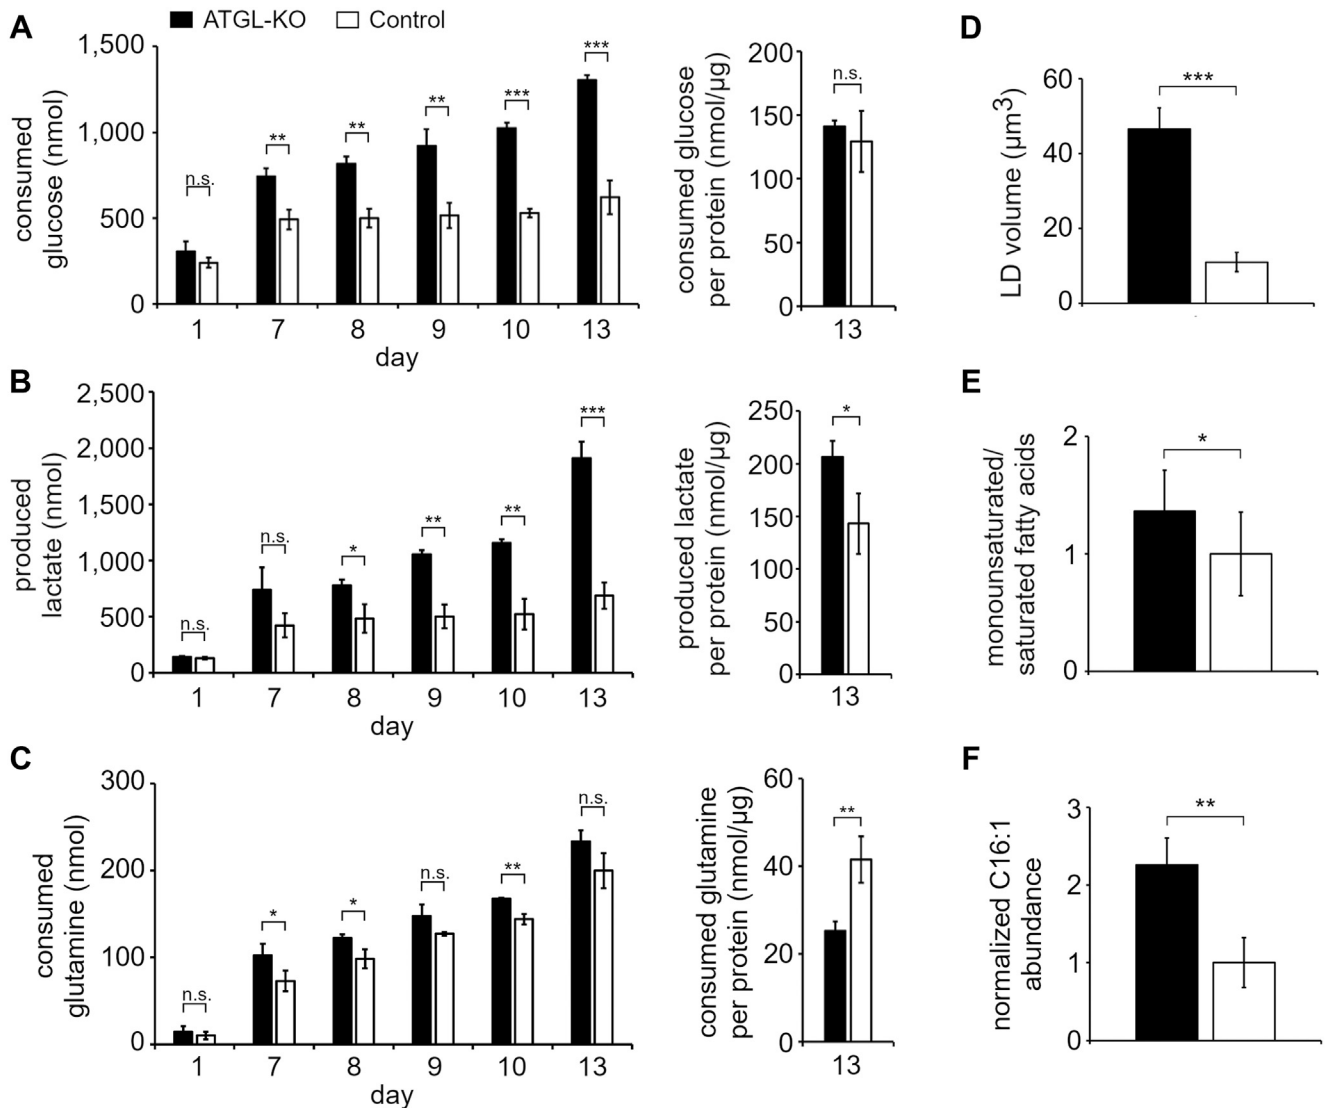 ATGL-KO Control
A
consumed
glucose (nmol)
1,500
1,000
500
0
n.s.
**
**
**
***
***
1 7 8 9 10 13
day
consumed glucose
per protein (nmol/µg)
200
150
100
50
0
n.s.
13
D
LD volume (µm3)
60
40
20
0
***
B
produced
lactate (nmol)
2,500
2,000
1,500
1,000
500
0
n.s.
n.s.
*
**
**
***
1 7 8 9 10 13
day
produced lactate
per protein (nmol/µg)
250
200
150
100
50
0
*
13
E
monounsaturated/
saturated fatty acids
2
1
0
*
C
consumed
glutamine (nmol)
300
200
100
0
n.s.
*
*
n.s.
**
n.s.
1 7 8 9 10 13
day
consumed glutamine
per protein (nmol/µg)
60
40
20
0
**
13
F
normalized C16:1
abundance
3
2
1
0
**